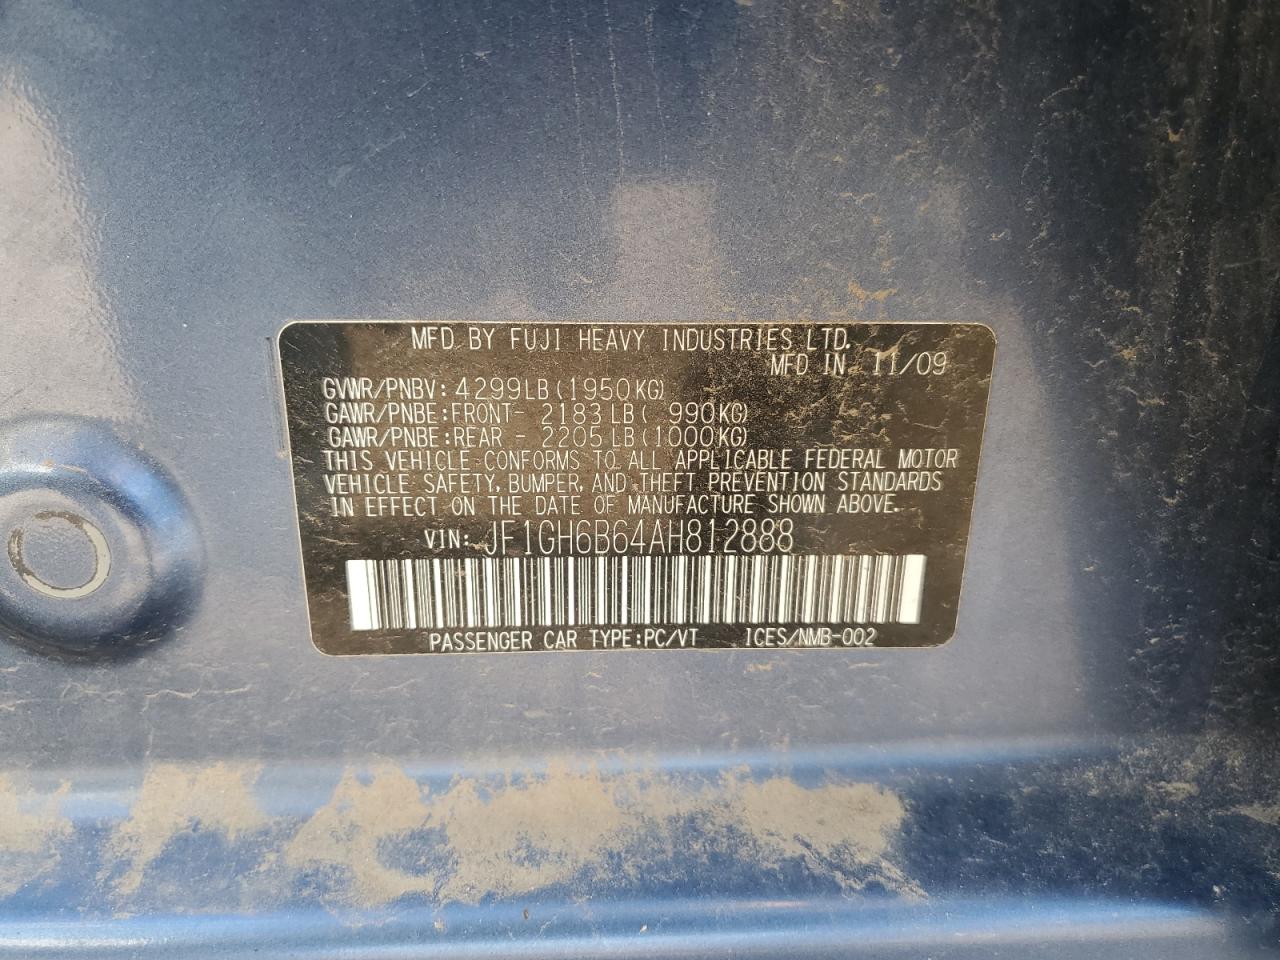 MFD BY FUJI HEAVY INDUSTRIES LTD.
MFD IN 11/09
GVWR/PNBV: 4299LB(1950KG)
GAWR/PNBE:FRONT- 2183LB( 990KG)
GAWR/PNBE:REAR - 2205LB(1000KG)
THIS VEHICLE CONFORMS TO ALL APPLICABLE FEDERAL MOTOR
VEHICLE SAFETY, BUMPER, AND THEFT PREVENTION STANDARDS
IN EFFECT ON THE DATE OF MANUFACTURE SHOWN ABOVE.
VIN: JF1GH6B64AH812888
PASSENGER CAR TYPE:PC/VT ICES/NMB-002